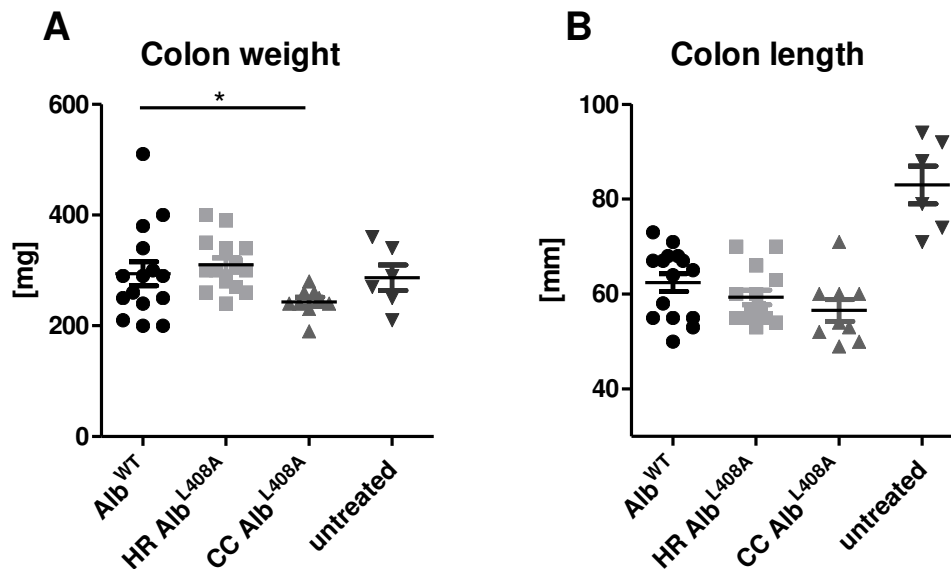 A
Colon weight
*
600
400
200
0
[mg]
Alb^WT
HR Alb^L408A
CC Alb^L408A
untreated
B
Colon length
100
80
60
40
[mm]
Alb^WT
HR Alb^L408A
CC Alb^L408A
untreated